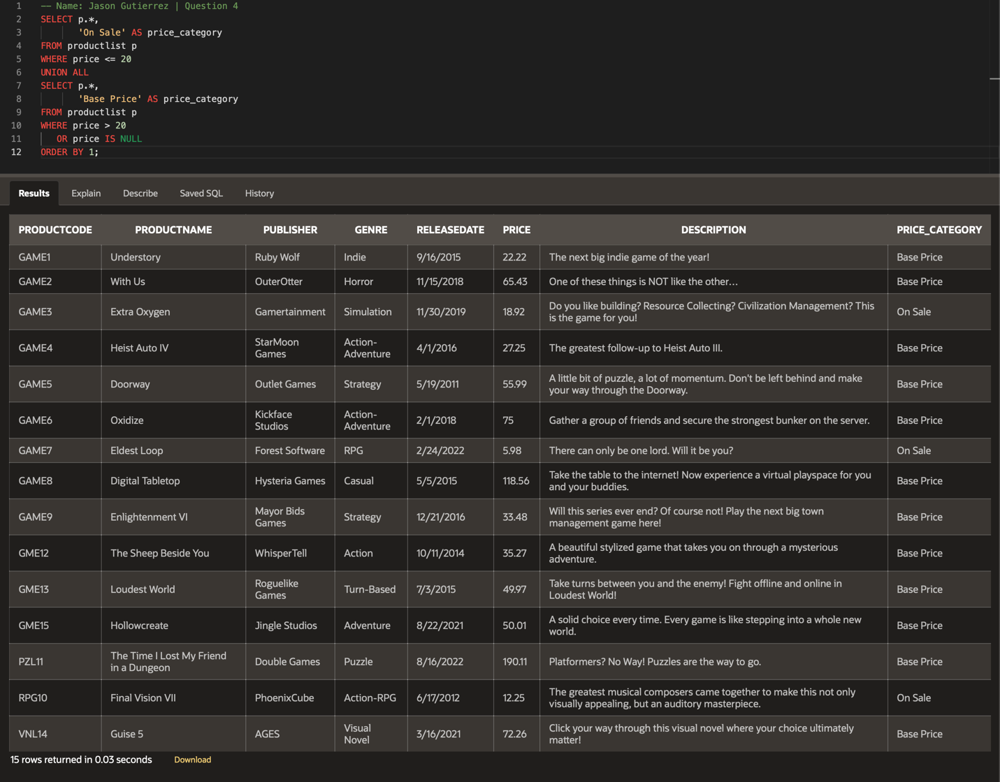 1 -- Name: Jason Gutierrez | Question 4
2 SELECT p.*,
3 'On Sale' AS price_category
4 FROM productlist p
5 WHERE price <= 20
6 UNION ALL
7 SELECT p.*,
8 'Base Price' AS price_category
9 FROM productlist p
10 WHERE price > 20
11 OR price IS NULL
12 ORDER BY 1;
Results Explain Describe Saved SQL History
PRODUCTCODE PRODUCTNAME PUBLISHER GENRE RELEASEDATE PRICE DESCRIPTION PRICE_CATEGORY
GAME1 Understory Ruby Wolf Indie 9/16/2015 22.22 The next big indie game of the year! Base Price
GAME2 With Us OuterOtter Horror 11/15/2018 65.43 One of these things is NOT like the other... Base Price
GAME3 Extra Oxygen Gamertainment Simulation 11/30/2019 18.92 Do you like building? Resource Collecting? Civilization Management? This
is the game for you! On Sale
GAME4 Heist Auto IV StarMoon
Games Action-
Adventure 4/1/2016 27.25 The greatest follow-up to Heist Auto III. Base Price
GAME5 Doorway Outlet Games Strategy 5/19/2011 55.99 A little bit of puzzle, a lot of momentum. Don't be left behind and make
your way through the Doorway. Base Price
GAME6 Oxidize Kickface
Studios Action-
Adventure 2/1/2018 75 Gather a group of friends and secure the strongest bunker on the server. Base Price
GAME7 Eldest Loop Forest Software RPG 2/24/2022 5.98 There can only be one lord. Will it be you? On Sale
GAME8 Digital Tabletop Hysteria Games Casual 5/5/2015 118.56 Take the table to the internet! Now experience a virtual playspace for you
and your buddies. Base Price
GAME9 Enlightenment VI Mayor Bids
Games Strategy 12/21/2016 33.48 Will this series ever end? Of course not! Play the next big town
management game here! Base Price
GME12 The Sheep Beside You WhisperTell Action 10/11/2014 35.27 A beautiful stylized game that takes you on through a mysterious
adventure. Base Price
GME13 Loudest World Roguelike
Games Turn-Based 7/3/2015 49.97 Take turns between you and the enemy! Fight offline and online in
Loudest World! Base Price
GME15 Hollowcreate Jingle Studios Adventure 8/22/2021 50.01 A solid choice every time. Every game is like stepping into a whole new
world. Base Price
PZL11 The Time I Lost My Friend
in a Dungeon Double Games Puzzle 8/16/2022 190.11 Platformers? No Way! Puzzles are the way to go. Base Price
RPG10 Final Vision VII PhoenixCube Action-RPG 6/17/2012 12.25 The greatest musical composers came together to make this not only
visually appealing, but an auditory masterpiece. On Sale
VNL14 Guise 5 AGES Visual
Novel 3/16/2021 72.26 Click your way through this visual novel where your choice ultimately
matter! Base Price
15 rows returned in 0.03 seconds Download